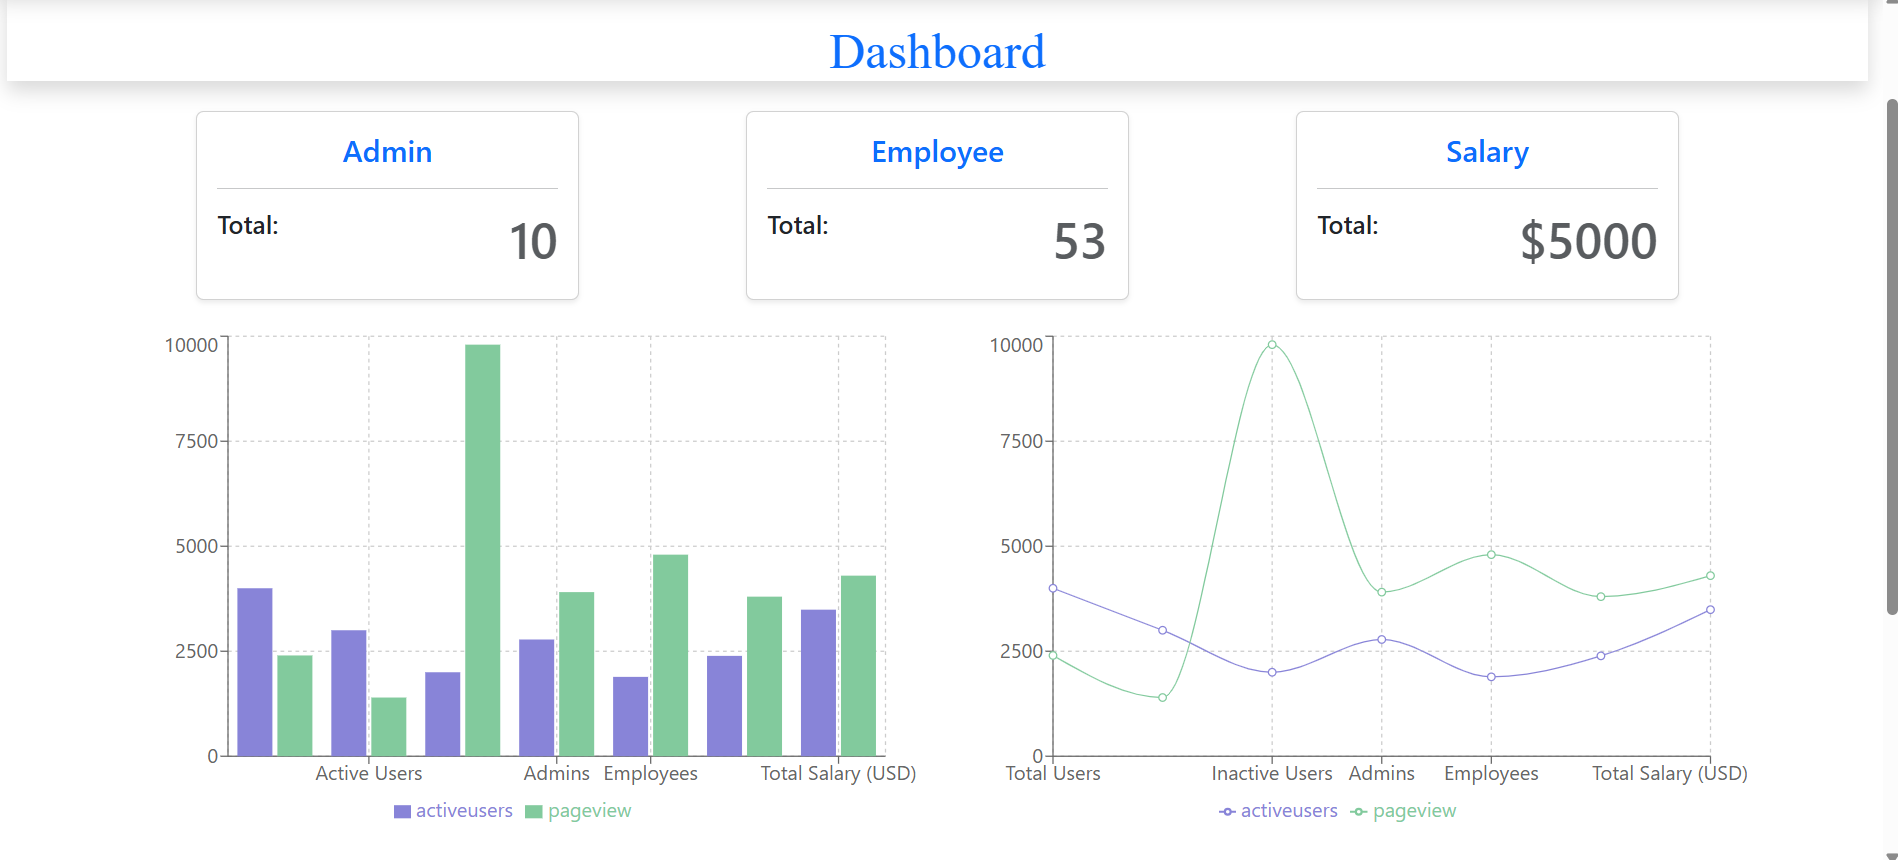 Dashboard
Admin
Total:
10
Employee
Total:
53
Salary
Total:
$5000
10000
7500
5000
2500
0
Active Users Admins Employees Total Salary (USD)
activeusers pageview
10000
7500
5000
2500
0
Total Users Inactive Users Admins Employees Total Salary (USD)
activeusers pageview